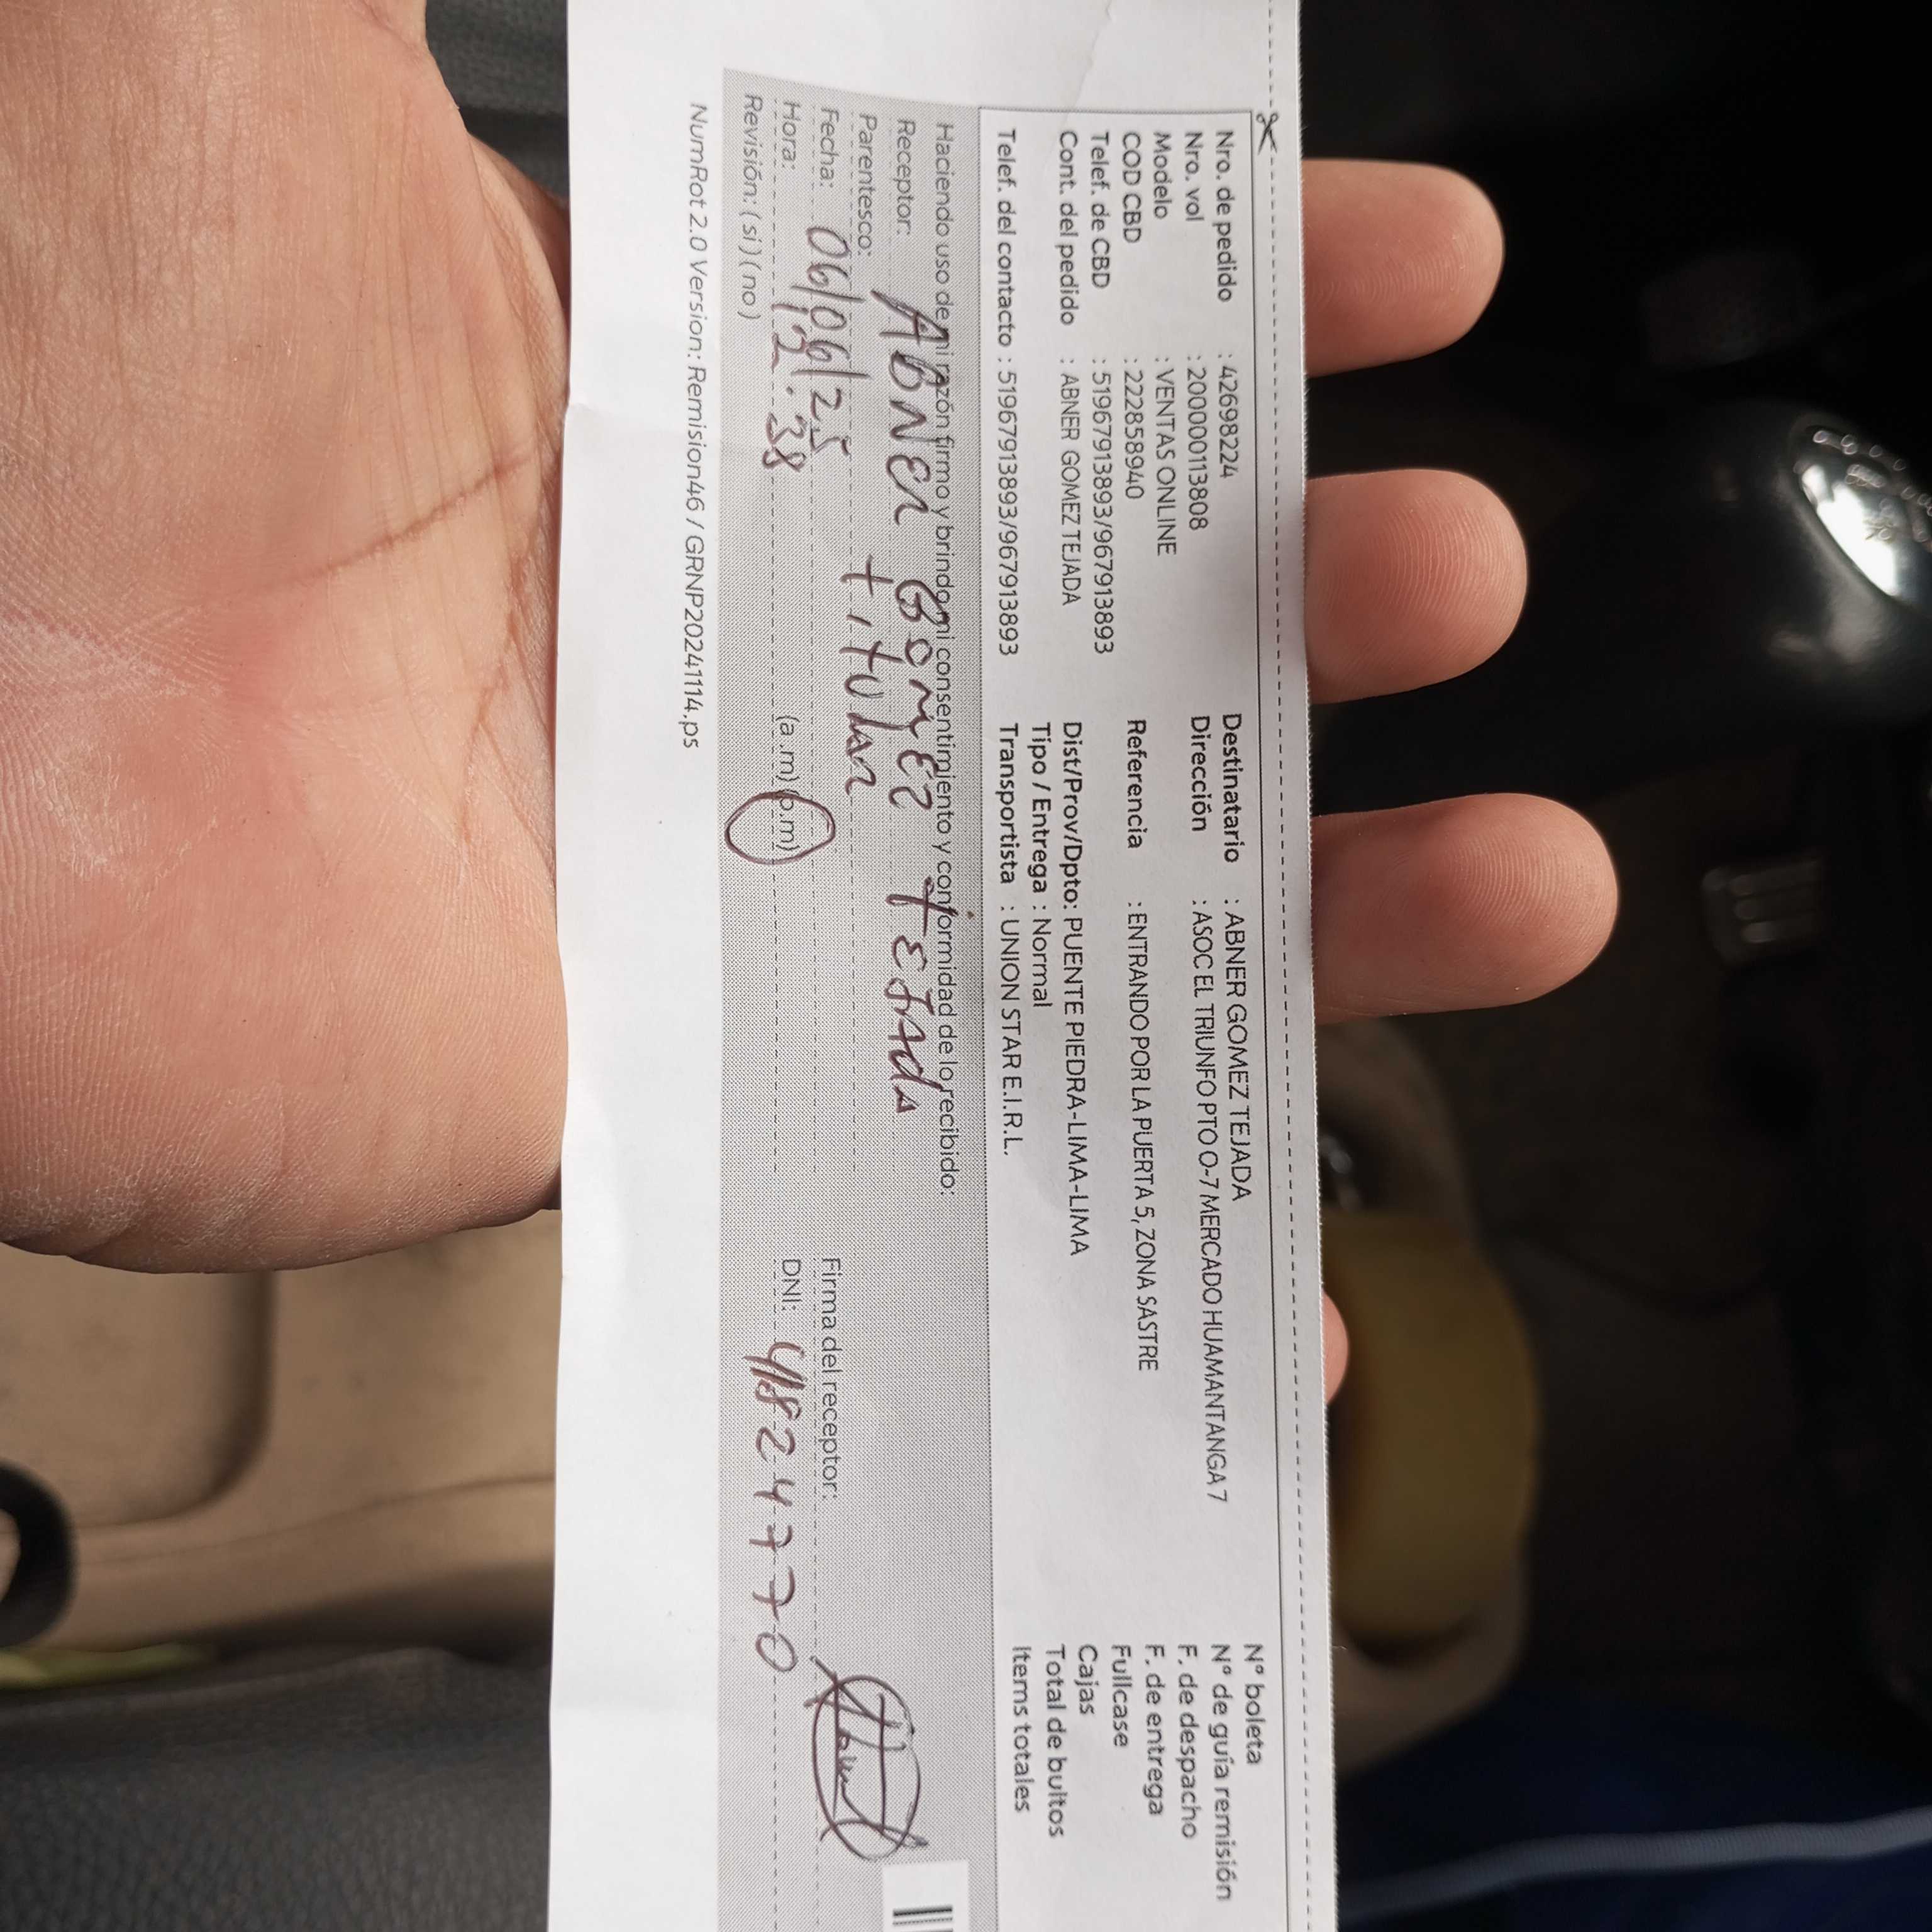 Nro. de pedido : 42698224
Nro. vol : 200000113808
Modelo : VENTAS ONLINE
COD CBD : 222858940
Telef. de CBD : 51967913893/967913893
Cont. del pedido : ABNER GOMEZ TEJADA
Telef. del contacto : 51967913893/967913893
Destinatario : ABNER GOMEZ TEJADA
Dirección : ASOC EL TRIUNFO PTO O-7 MERCADO HUAMANTANGA 7
Referencia : ENTRANDO POR LA PUERTA 5, ZONA SASTRE
Dist/Prov/Dpto: PUENTE PIEDRA-LIMA-LIMA
Tipo / Entrega : Normal
Transportista : UNION STAR E.I.R.L.
N° boleta
N° de guía remisión
F. de despacho
F. de entrega
Fullcase
Cajas
Total de bultos
Items totales
Haciendo uso de mi razón firmo y brindo mi consentimiento y conformidad de lo recibido:
Receptor: ABNER GOMEZ TEJADA
Parentesco: titular
Fecha: 06/06/25
Hora: 12:38 (a .m) (p.m)
Revisión: ( si ) ( no )
Firma del receptor:
DNI: 48247770
NumRot 2.0 Version: Remision46 / GRNP20241114.ps